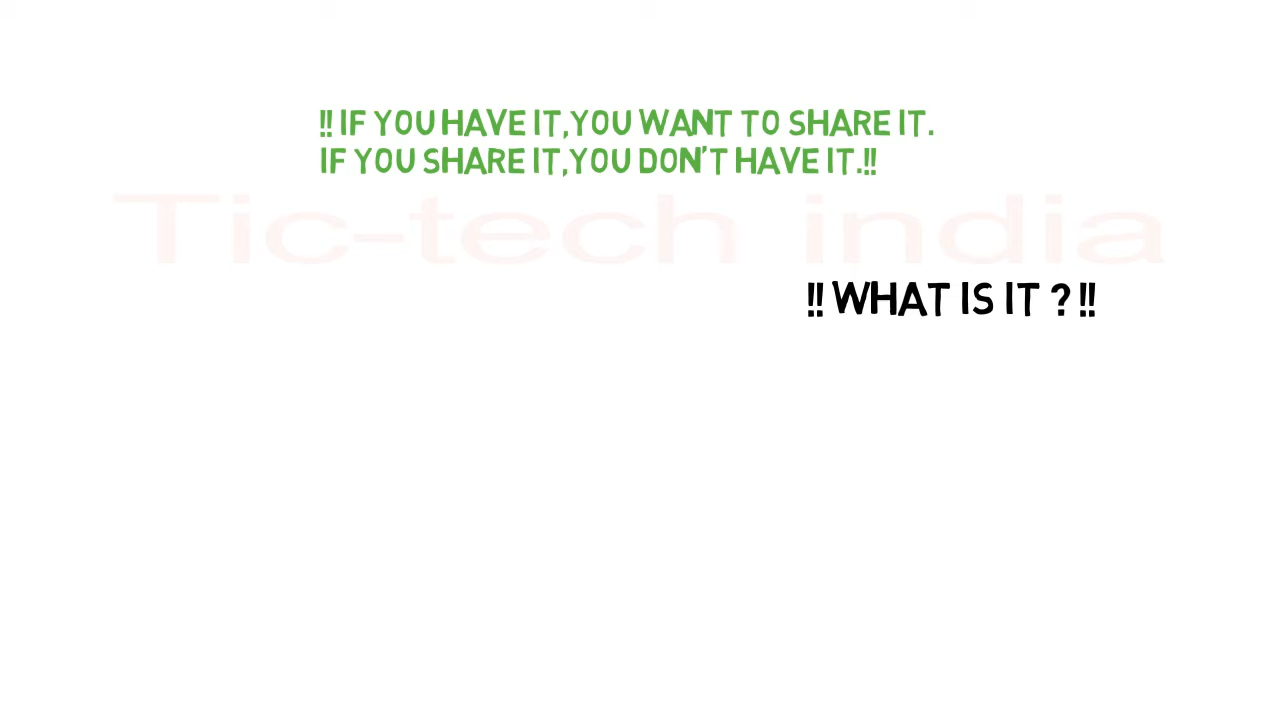 !! IF YOU HAVE IT,YOU WANT TO SHARE IT.
IF YOU SHARE IT,YOU DON'T HAVE IT.!!
Tic-tech india
!! WHAT IS IT ? !!